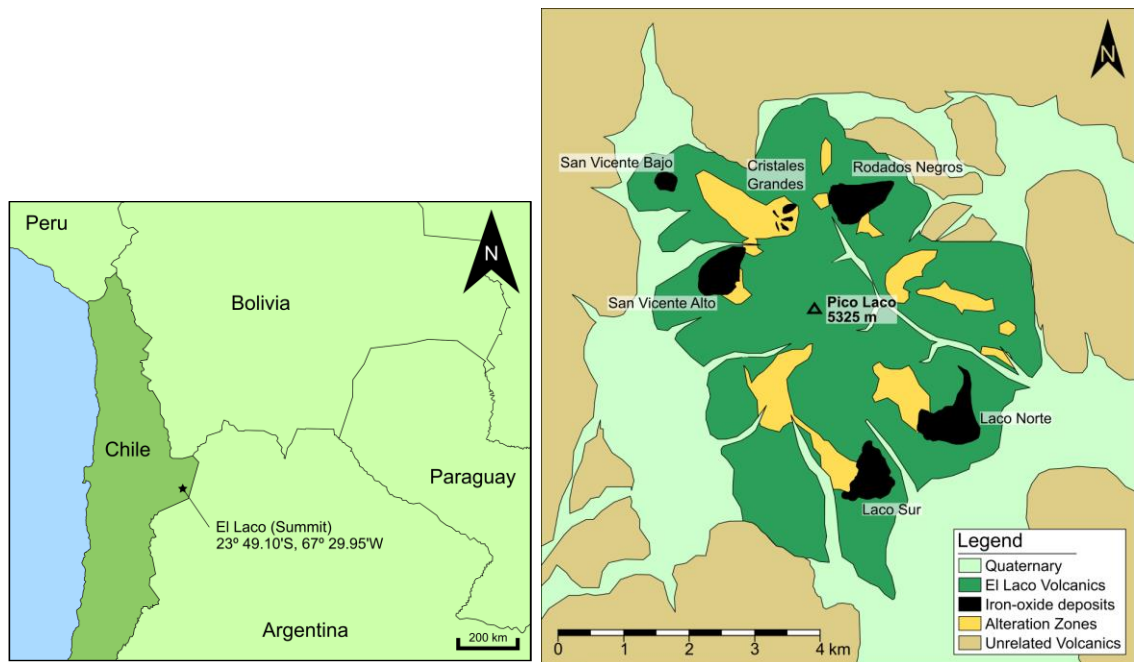 Peru
N
Bolivia
Chile
Paraguay
El Laco (Summit)
23º 49.10'S, 67º 29.95'W
Argentina
200 km
N
San Vicente Bajo
Cristales
Grandes
Rodados Negros
San Vicente Alto
Pico Laco
5325 m
Laco Norte
Laco Sur
Legend
Quaternary
El Laco Volcanics
Iron-oxide deposits
Alteration Zones
Unrelated Volcanics
0 1 2 3 4 km